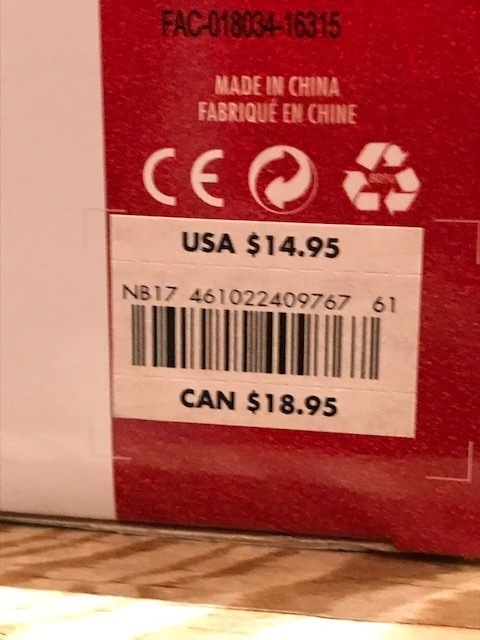 FAC-018034-16315
MADE IN CHINA
FABRIQUÉ EN CHINE
CE
USA $14.95
NB17 461022409767 61
CAN $18.95